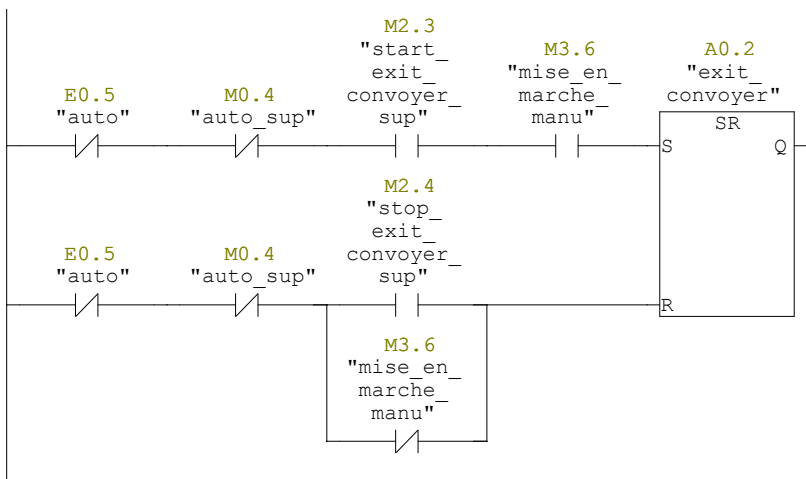 M2.3
"start_
exit_
convoyer_
sup"
M3.6
"mise_en_
marche_
manu"
A0.2
"exit_
convoyer"
E0.5
"auto"
M0.4
"auto_sup"
SR
S
Q
M2.4
"stop_
exit_
convoyer_
sup"
E0.5
"auto"
M0.4
"auto_sup"
R
M3.6
"mise_en_
marche_
manu"